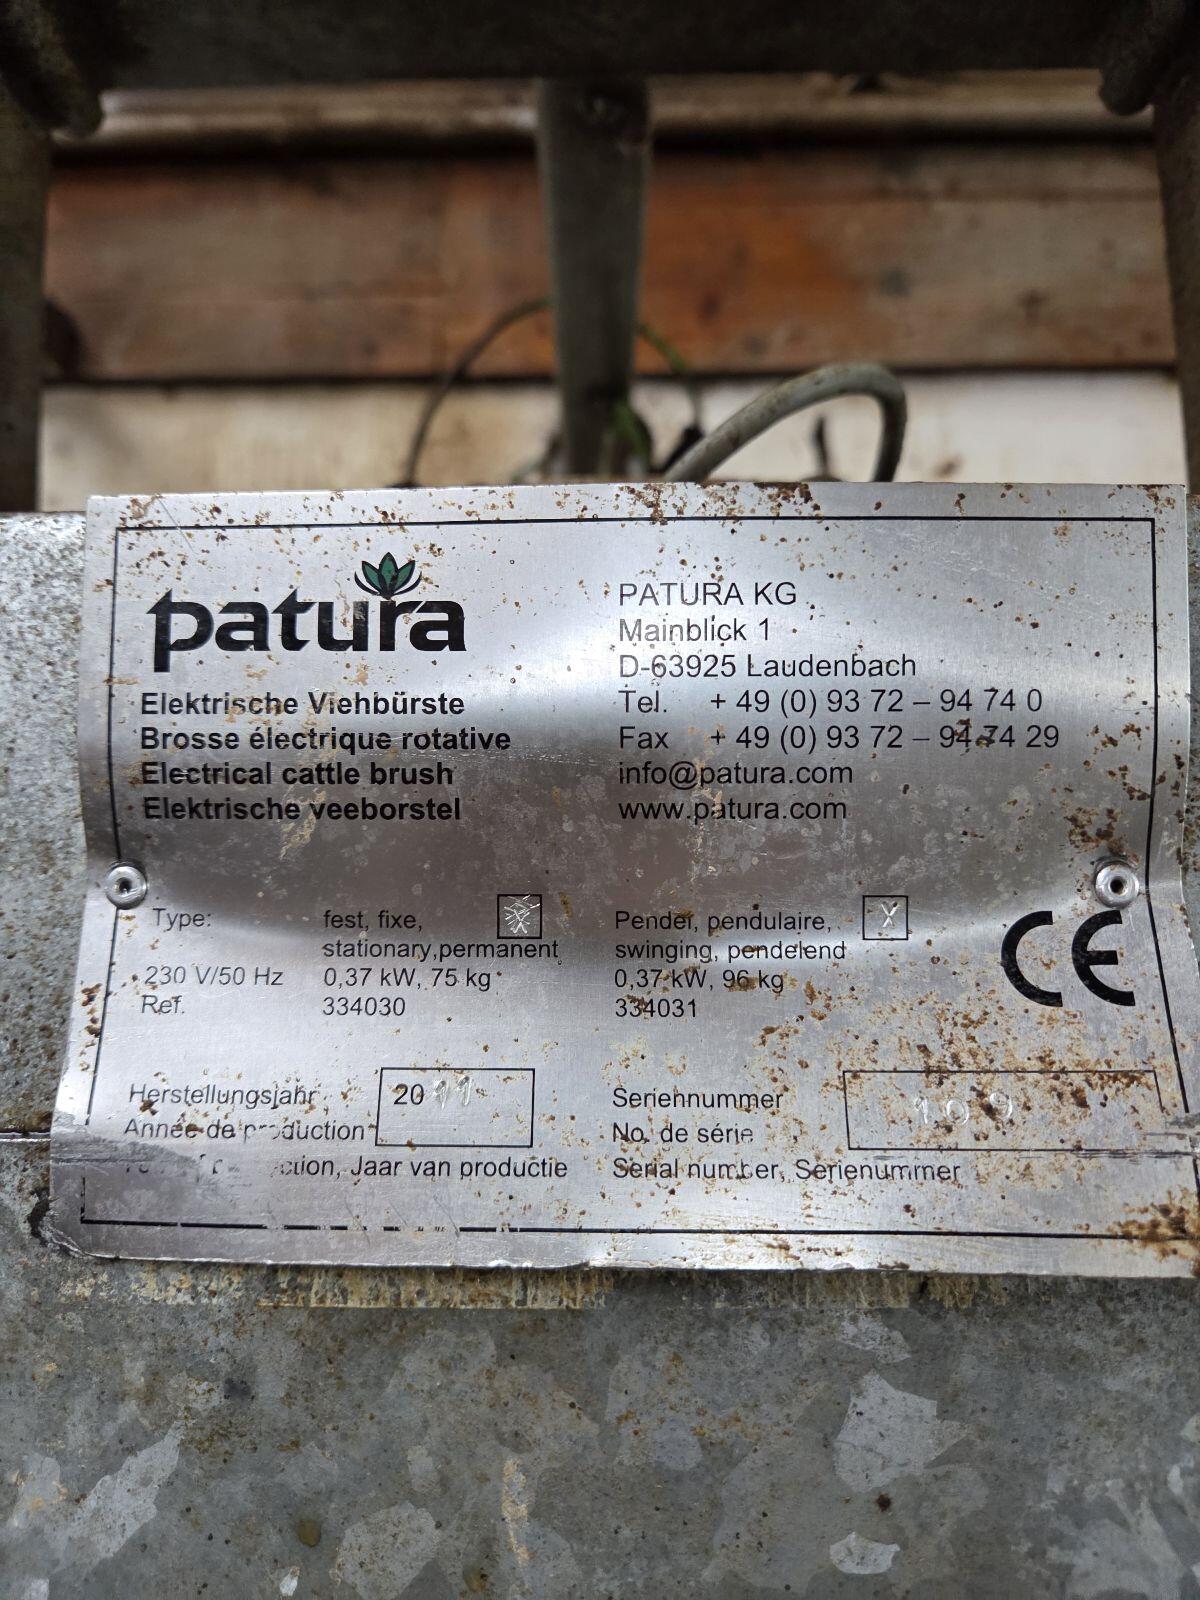 patura
Elektrische Viehbürste
Brosse électrique rotative
Electrical cattle brush
Elektrische veeborstel
PATURA KG
Mainblick 1
D-63925 Laudenbach
Tel. + 49 (0) 93 72 – 94 74 0
Fax + 49 (0) 93 72 – 94 74 29
info@patura.com
www.patura.com
Type: fest, fixe, Pendel, pendulaire, X
stationary,permanent swinging, pendelend
230 V/50 Hz 0,37 kW, 75 kg 0,37 kW, 96 kg
Ref. 334030 334031
CE
Herstellungsjahr 2011 Seriehnummer 109
Année de production No. de série
Jaar van productie Serial number, Serienummer